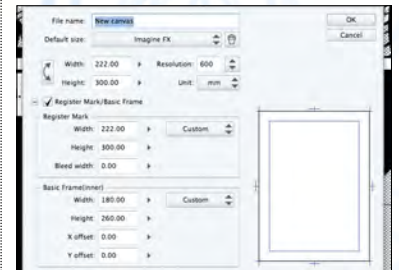 File name: New canvas
OK
Default size: Imagine FX
Cancel
Width: 222.00 Resolution: 600
Height: 300.00 Unit: mm
Register Mark/Basic Frame
Register Mark
Width: 222.00 Custom
Height: 300.00
Bleed width: 0.00
Basic Frame(inner)
Width: 180.00 Custom
Height: 260.00
X offset: 0.00
Y offset: 0.00